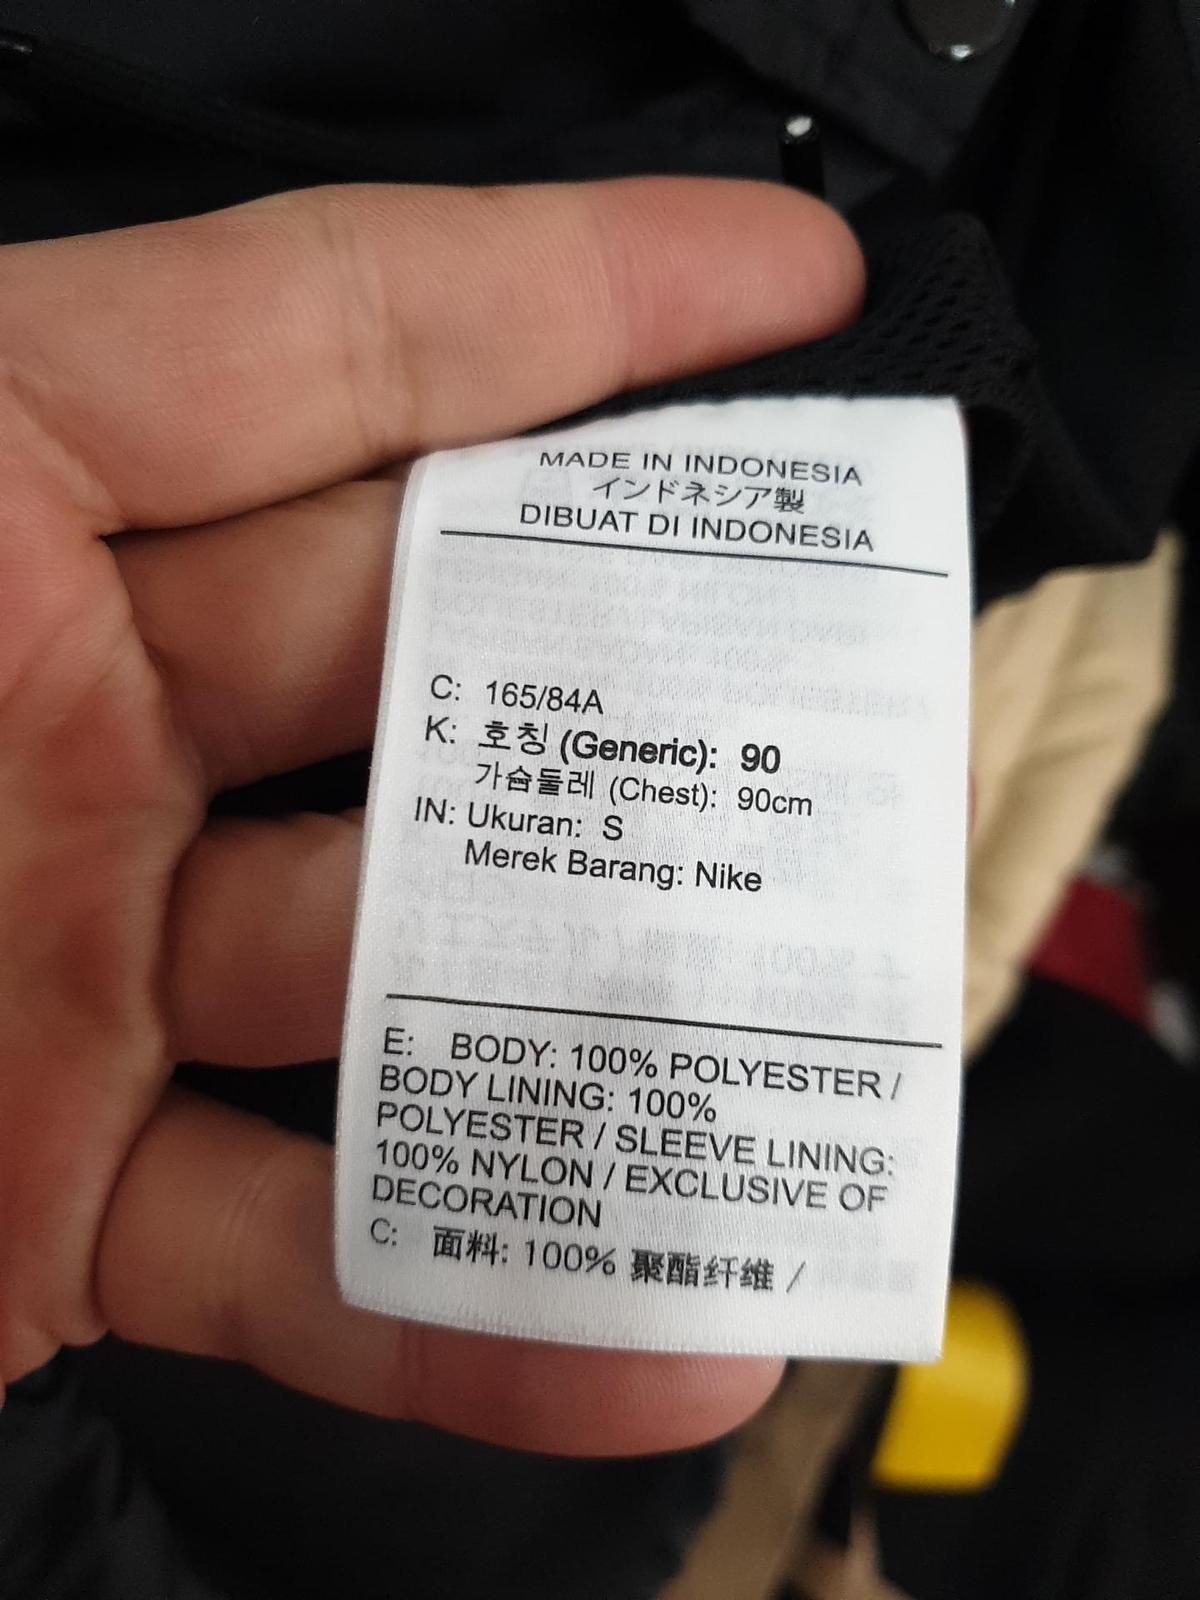 MADE IN INDONESIA
インドネシア製
DIBUAT DI INDONESIA
C: 165/84A
K: 호칭 (Generic): 90
가슴둘레 (Chest): 90cm
IN: Ukuran: S
Merek Barang: Nike
E: BODY: 100% POLYESTER /
BODY LINING: 100%
POLYESTER / SLEEVE LINING:
100% NYLON / EXCLUSIVE OF
DECORATION
C: 面料: 100% 聚酯纤维 /